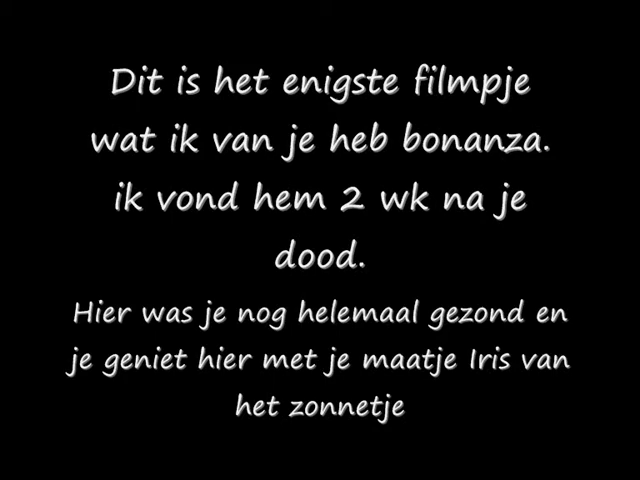 Dit is het enigste filmpje
wat ik van je heb bonanza.
ik vond hem 2 wk na je
dood.
Hier was je nog helemaal gezond en
je geniet hier met je maatje Iris van
het zonnetje